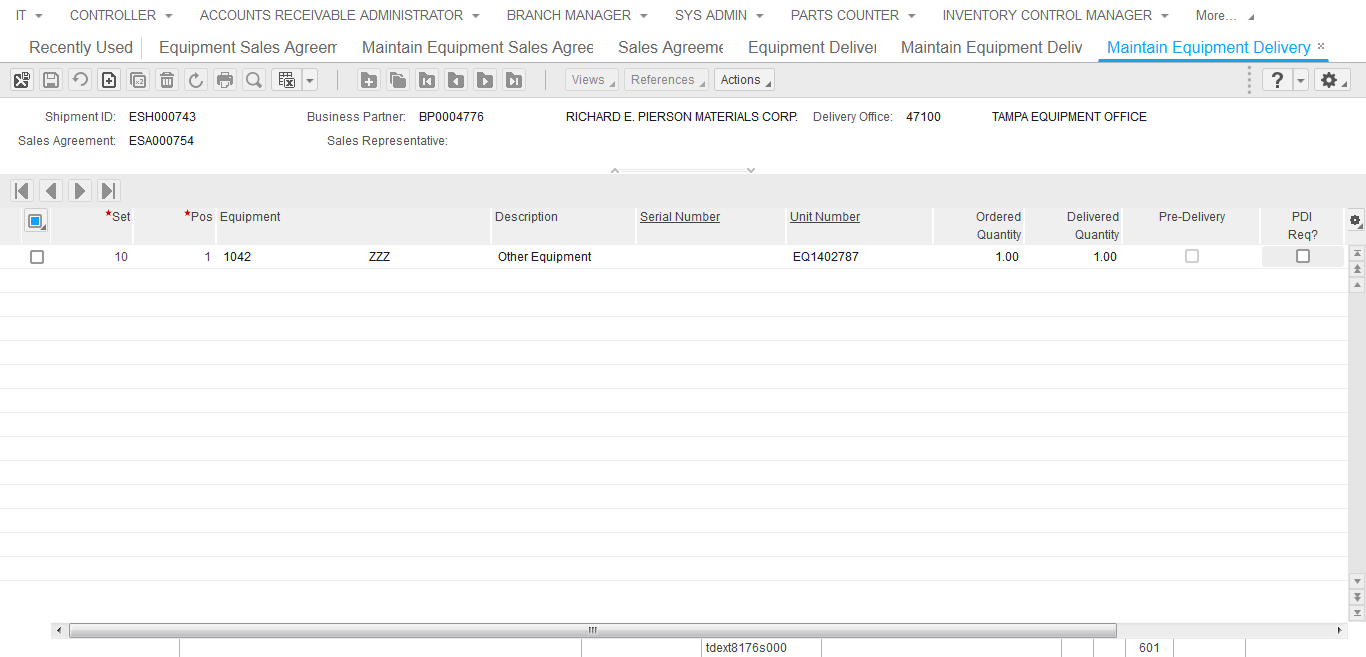 IT CONTROLLER ACCOUNTS RECEIVABLE ADMINISTRATOR BRANCH MANAGER SYS ADMIN PARTS COUNTER INVENTORY CONTROL MANAGER More...
Recently Used Equipment Sales Agreem Maintain Equipment Sales Agree Sales Agreeme Equipment Deliver Maintain Equipment Deliv Maintain Equipment Delivery ×
Views References Actions ?
Shipment ID: ESH000743 Business Partner: BP0004776 RICHARD E. PIERSON MATERIALS CORP. Delivery Office: 47100 TAMPA EQUIPMENT OFFICE
Sales Agreement: ESA000754 Sales Representative:
*Set *Pos Equipment Description Serial Number Unit Number Ordered Quantity Delivered Quantity Pre-Delivery PDI Req?
10 1 1042 ZZZ Other Equipment EQ1402787 1.00 1.00
tdext8176s000 601